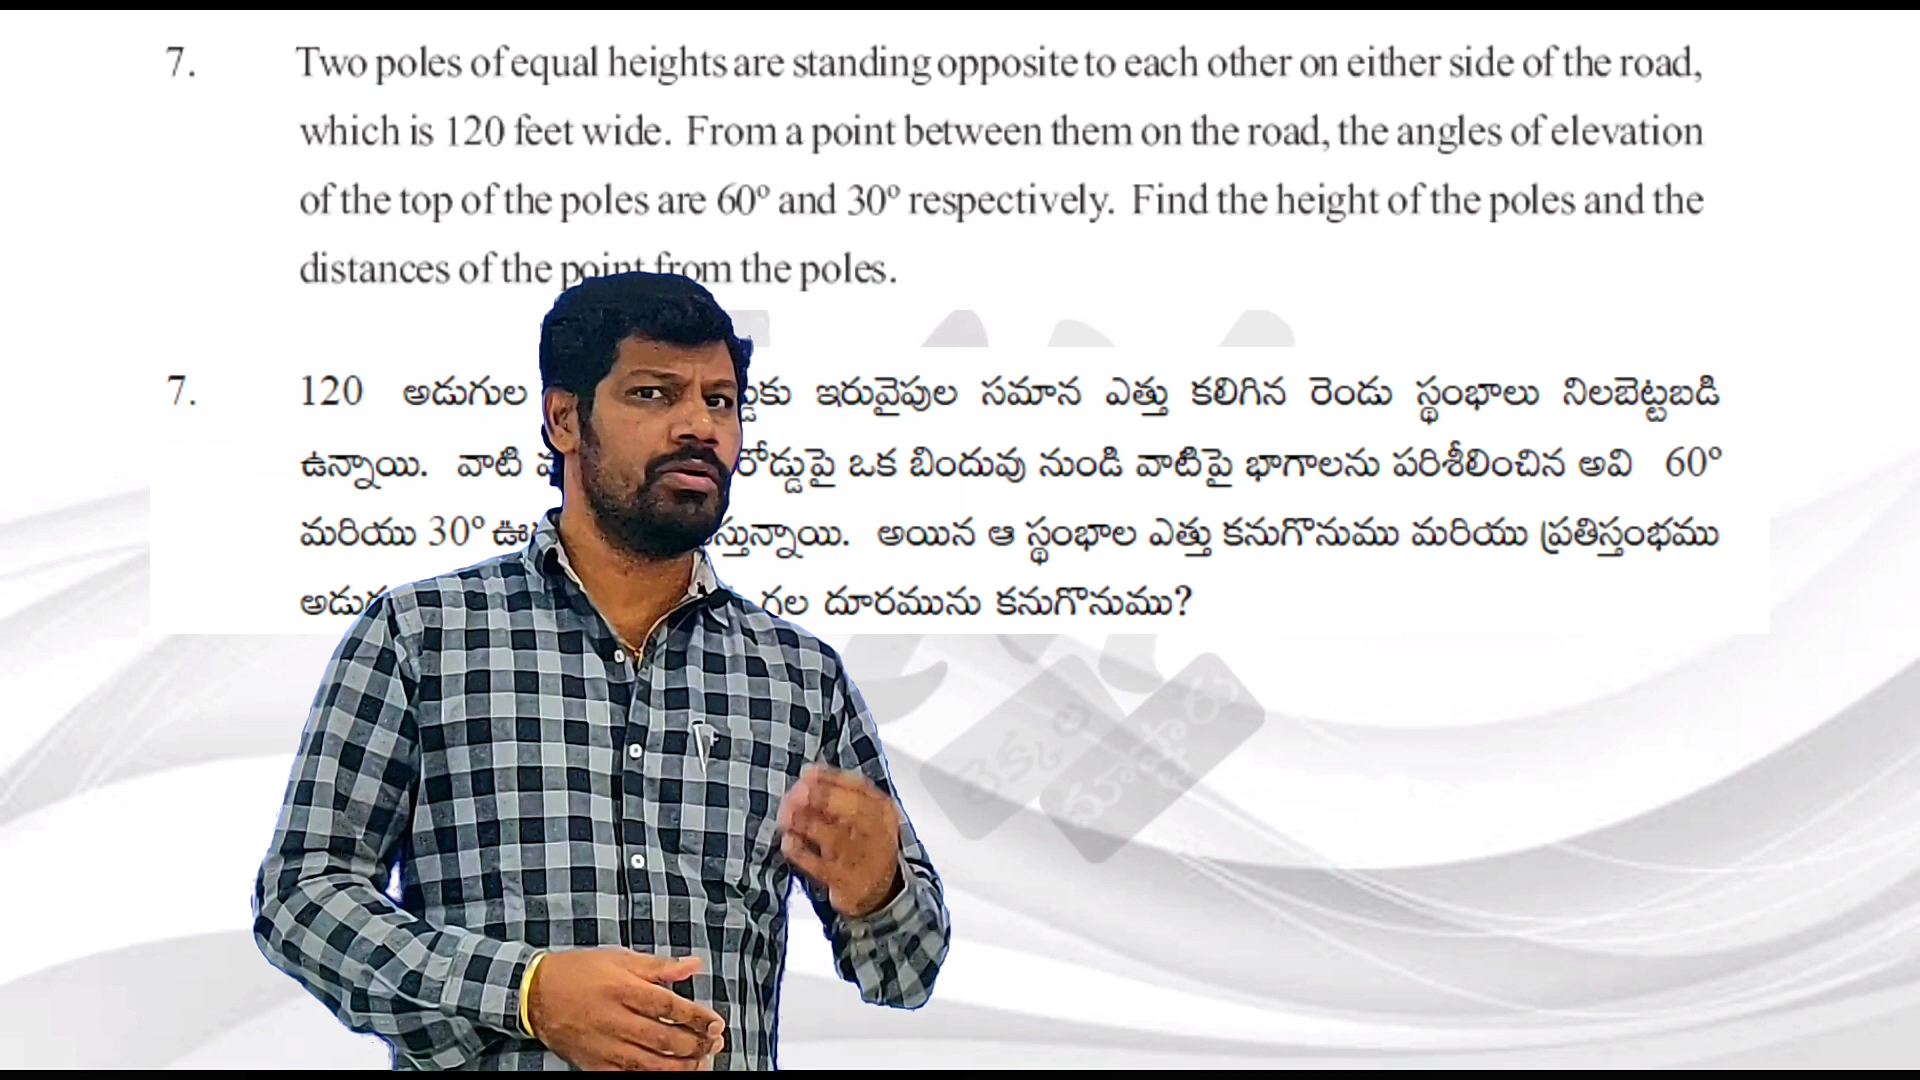 7. Two poles of equal heights are standing opposite to each other on either side of the road,
which is 120 feet wide. From a point between them on the road, the angles of elevation
of the top of the poles are 60° and 30° respectively. Find the height of the poles and the
distances of the point from the poles.
7. 120 అడుగుల ఇరువైపుల సమాన ఎత్తు కలిగిన రెండు స్థంభాలు నిలబెట్టబడి
ఉన్నాయి. వాటి రోడ్డుపై ఒక బిందువు నుండి వాటిపై భాగాలను పరిశీలించిన అవి 60°
మరియు 30° అయిన ఆ స్థంభాల ఎత్తు కనుగొనుము మరియు ప్రతిస్తంభము
గల దూరమును కనుగొనుము?